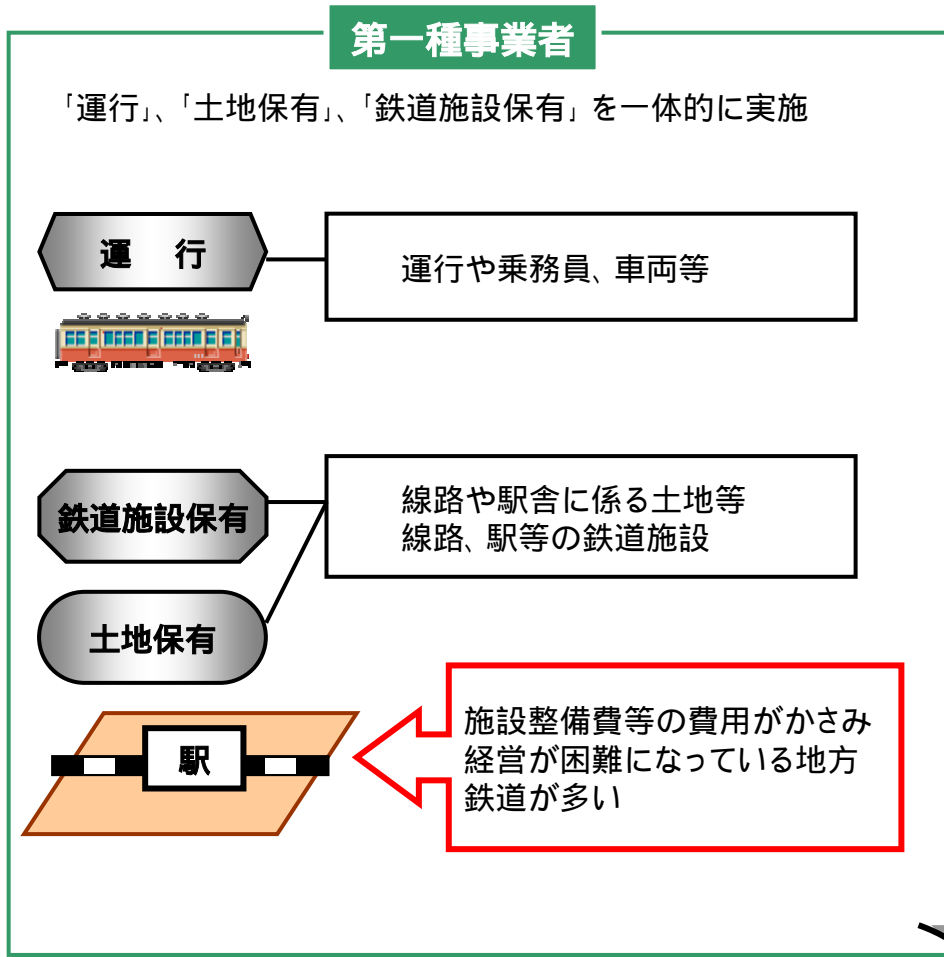 第一種事業者
「運行」、「土地保有」、「鉄道施設保有」を一体的に実施
運 行
運行や乗務員、車両等
鉄道施設保有
線路や駅舎に係る土地等
線路、駅等の鉄道施設
土地保有
駅
施設整備費等の費用がかさみ
経営が困難になっている地方
鉄道が多い